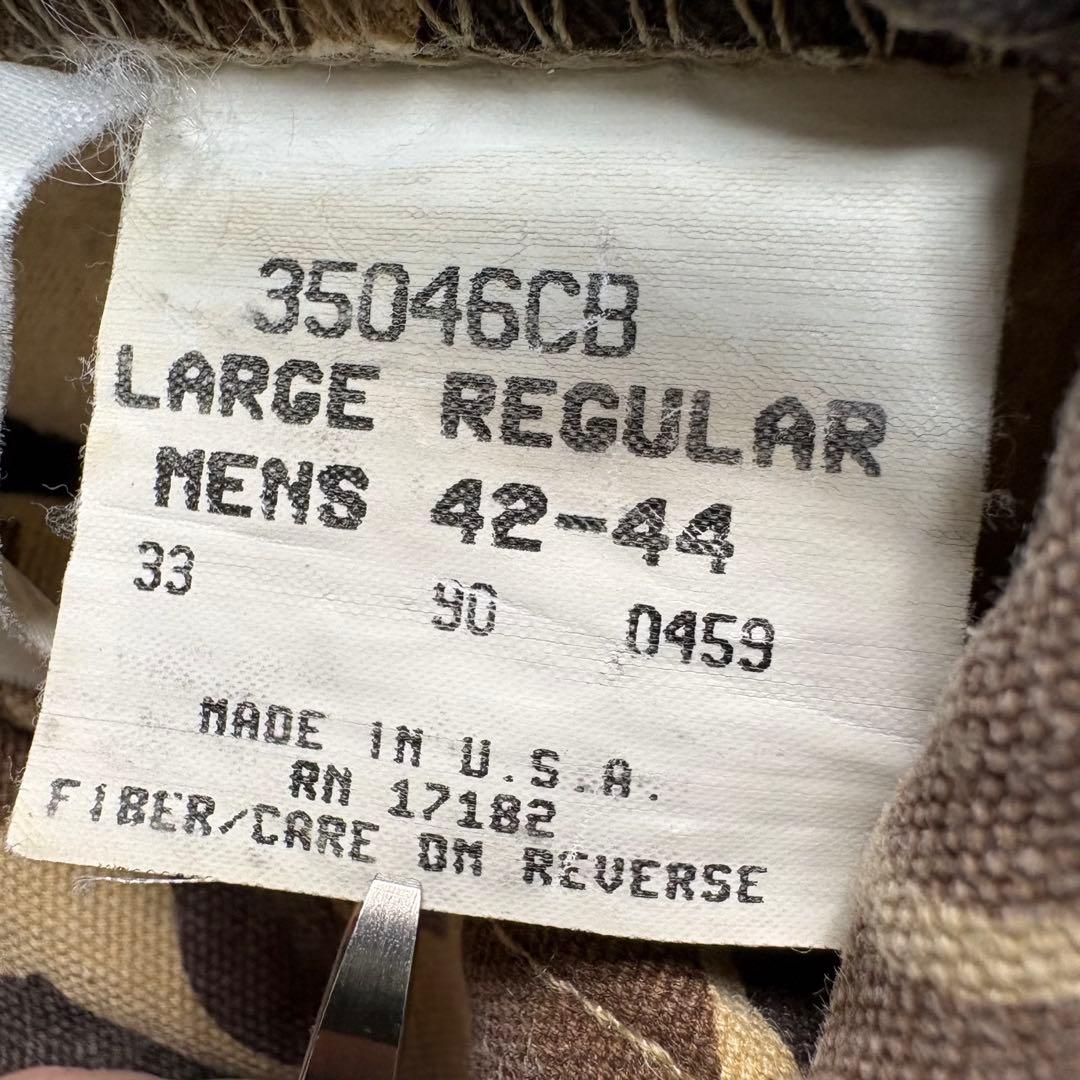 35046CB
LARGE REGULAR
MENS 42-44
33 90 0459
MADE IN U.S.A.
RN 17182
FIBER/CARE ON REVERSE